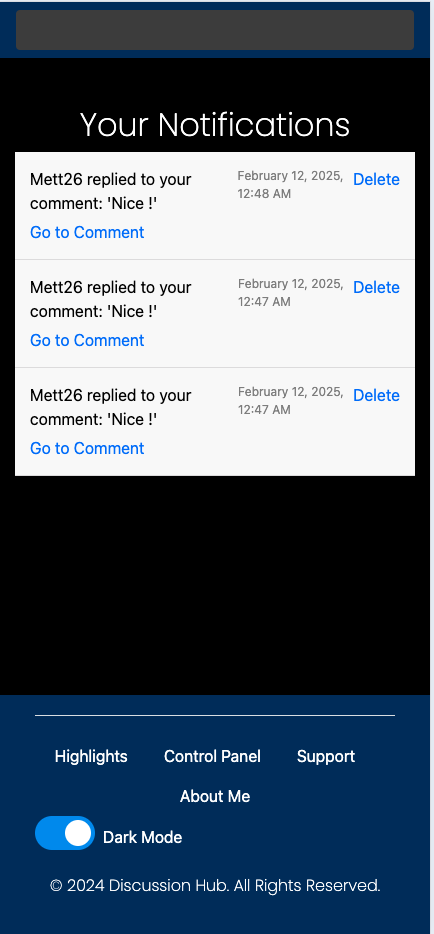 Your Notifications
Mett26 replied to your
comment: 'Nice !'
February 12, 2025,
12:48 AM
Delete
Go to Comment
Mett26 replied to your
comment: 'Nice !'
February 12, 2025,
12:47 AM
Delete
Go to Comment
Mett26 replied to your
comment: 'Nice !'
February 12, 2025,
12:47 AM
Delete
Go to Comment
Highlights Control Panel Support
About Me
Dark Mode
© 2024 Discussion Hub. All Rights Reserved.